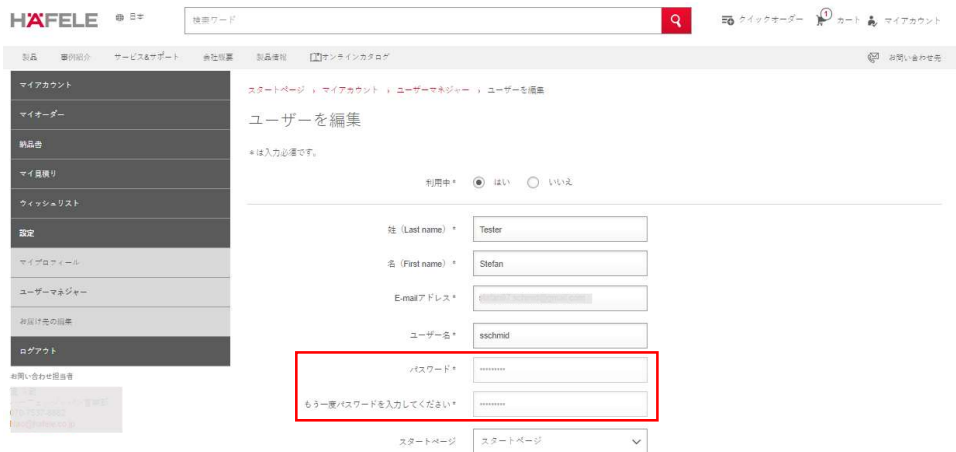 HÄFELE 日本 検索ワード クイックオーダー 1 カート マイアカウント
製品 事例紹介 サービス&サポート 会社概要 製品情報 オンラインカタログ お問い合わせ先
マイアカウント
マイオーダー
納品書
マイ見積り
ウィッシュリスト
設定
マイプロフィール
ユーザーマネジャー
お届け先の編集
ログアウト
お問い合わせ担当者
スタートページ › マイアカウント › ユーザーマネジャー › ユーザーを編集
ユーザーを編集
* は入力必須です。
利用中 * はい いいえ
姓（Last name） * Tester
名（First name） * Stefan
E-mailアドレス *
ユーザー名 * sschmid
パスワード * ·········
もう一度パスワードを入力してください * ·········
スタートページ スタートページ